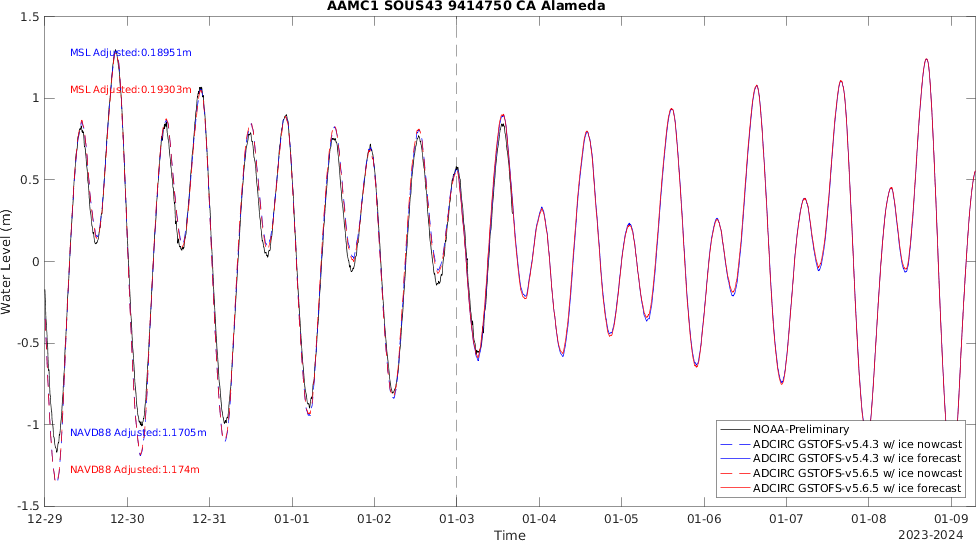 AAMC1 SOUS43 9414750 CA Alameda
Water Level (m)
1.5
1
0.5
0
-0.5
-1
-1.5
MSL Adjusted:0.18951m
MSL Adjusted:0.19303m
NAVD88 Adjusted:1.1705m
NAVD88 Adjusted:1.174m
NOAA-Preliminary
ADCIRC GSTOFS-v5.4.3 w/ ice nowcast
ADCIRC GSTOFS-v5.4.3 w/ ice forecast
ADCIRC GSTOFS-v5.6.5 w/ ice nowcast
ADCIRC GSTOFS-v5.6.5 w/ ice forecast
12-29 12-30 12-31 01-01 01-02 01-03 01-04 01-05 01-06 01-07 01-08 01-09
Time
2023-2024